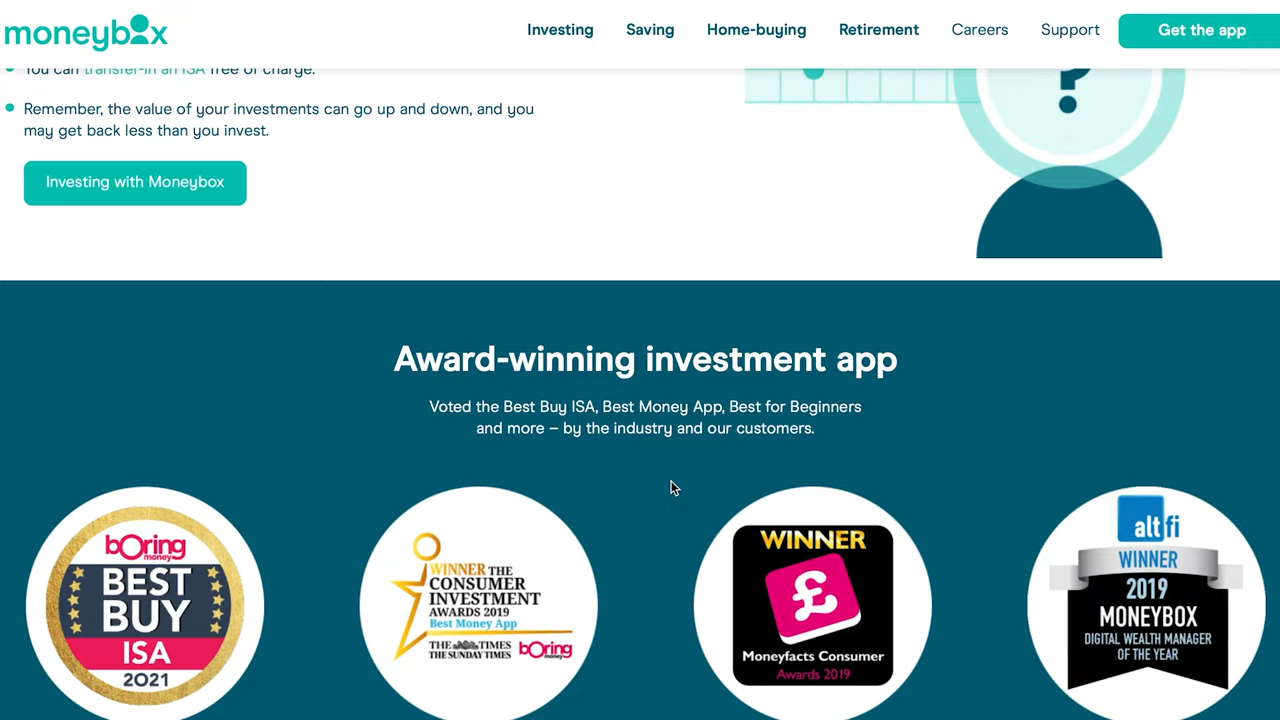 moneybox
Investing Saving Home-buying Retirement Careers Support Get the app
You can transfer-in an ISA free of charge.
Remember, the value of your investments can go up and down, and you
may get back less than you invest.
?
Investing with Moneybox
Award-winning investment app
Voted the Best Buy ISA, Best Money App, Best for Beginners
and more – by the industry and our customers.
boring
money
BEST
BUY
ISA
2021
WINNER THE
CONSUMER
INVESTMENT
AWARDS 2019
Best Money App
THE TIMES
THE SUNDAY TIMES
boring
money
WINNER
£
Moneyfacts Consumer
Awards 2019
altfi
WINNER
2019
MONEYBOX
DIGITAL WEALTH MANAGER
OF THE YEAR